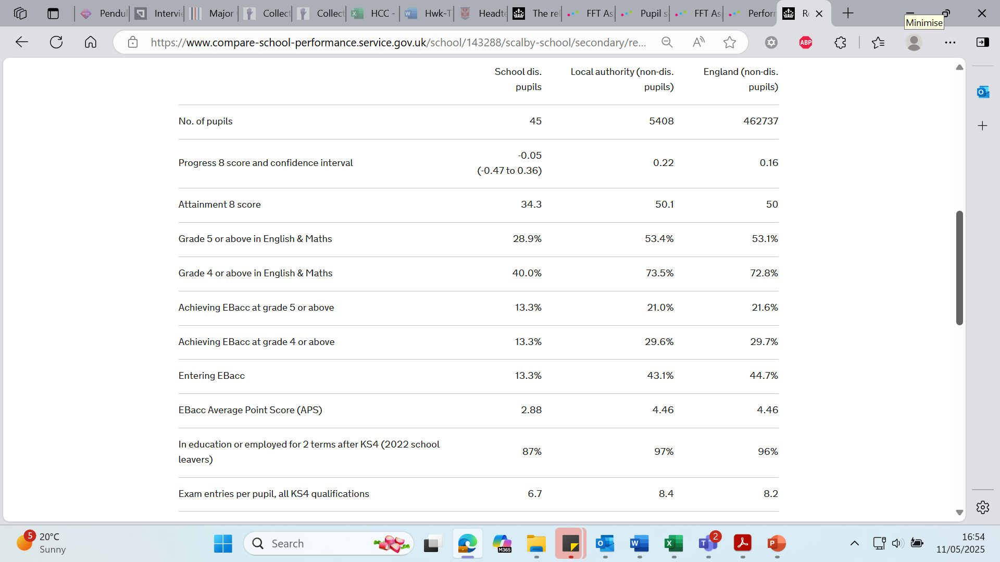 Pendul
Intervie
Major
Collect
Collect
HCC -
Hwk-T
Headte
The rel
FFT As
Pupil s
FFT As
Perforr
Minimise
https://www.compare-school-performance.service.gov.uk/school/143288/scalby-school/secondary/re...
ABP
School dis. pupils
Local authority (non-dis. pupils)
England (non-dis. pupils)
No. of pupils 45 5408 462737
Progress 8 score and confidence interval -0.05 (-0.47 to 0.36) 0.22 0.16
Attainment 8 score 34.3 50.1 50
Grade 5 or above in English & Maths 28.9% 53.4% 53.1%
Grade 4 or above in English & Maths 40.0% 73.5% 72.8%
Achieving EBacc at grade 5 or above 13.3% 21.0% 21.6%
Achieving EBacc at grade 4 or above 13.3% 29.6% 29.7%
Entering EBacc 13.3% 43.1% 44.7%
EBacc Average Point Score (APS) 2.88 4.46 4.46
In education or employed for 2 terms after KS4 (2022 school
leavers) 87% 97% 96%
Exam entries per pupil, all KS4 qualifications 6.7 8.4 8.2
5
20°C
Sunny
Search
M365
2
16:54
11/05/2025